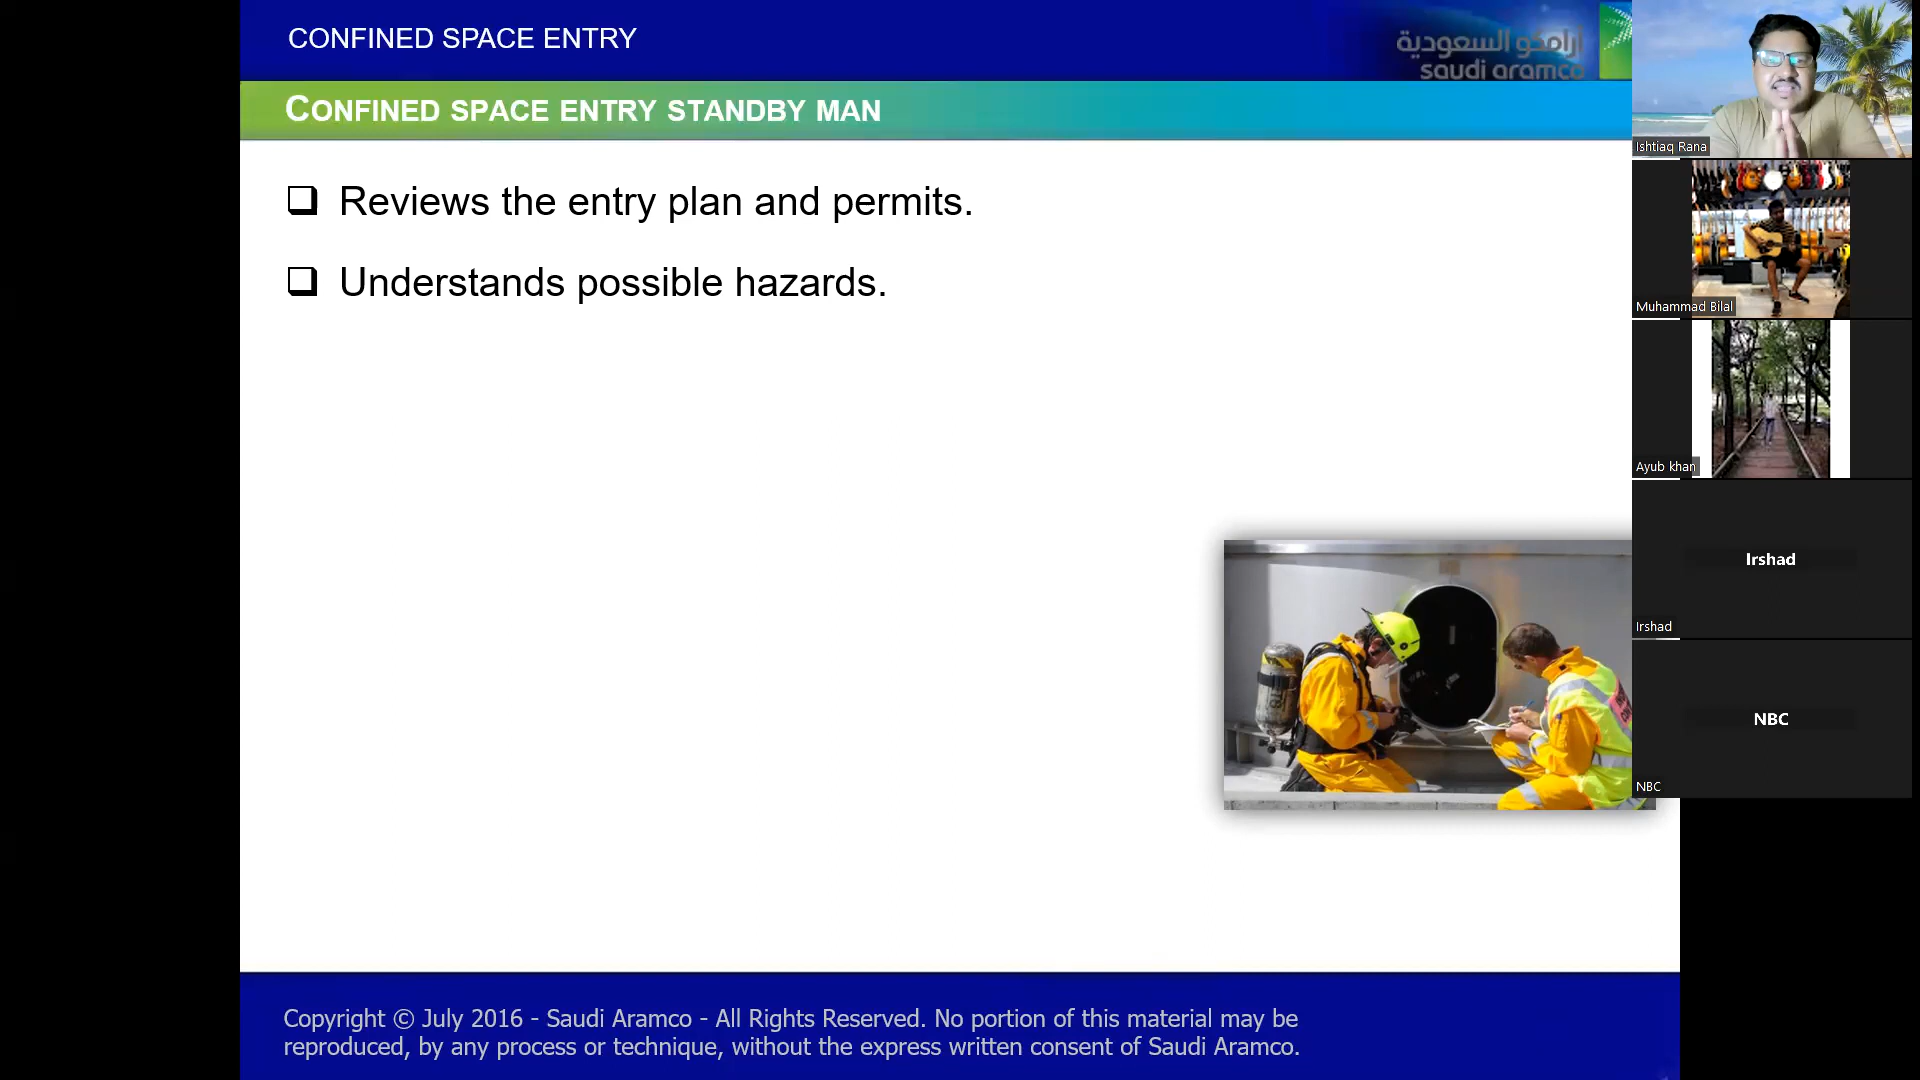 CONFINED SPACE ENTRY
أرامكو السعودية
saudi aramco
CONFINED SPACE ENTRY STANDBY MAN
Reviews the entry plan and permits.
Understands possible hazards.
Copyright © July 2016 - Saudi Aramco - All Rights Reserved. No portion of this material may be
reproduced, by any process or technique, without the express written consent of Saudi Aramco.
Ishtiaq Rana
Muhammad Bilal
Ayub khan
Irshad
Irshad
NBC
NBC